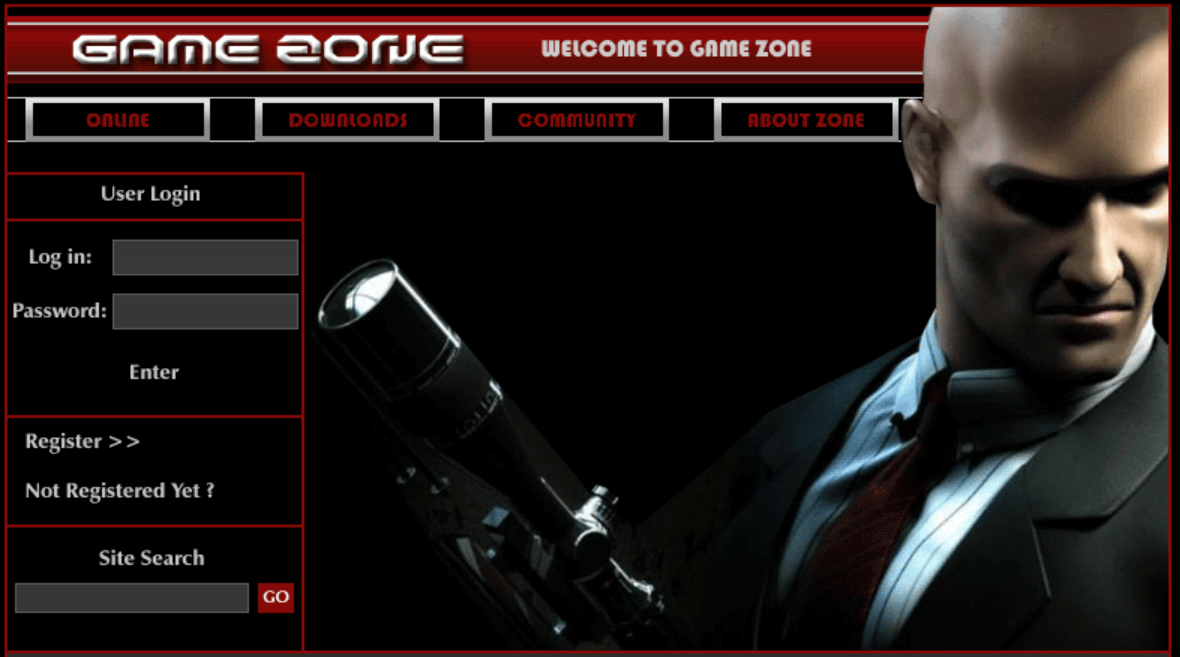 GAME ZONE
WELCOME TO GAME ZONE
ONLINE
DOWNLOADS
COMMUNITY
ABOUT ZONE
User Login
Log in:
Password:
Enter
Register >>
Not Registered Yet ?
Site Search
GO